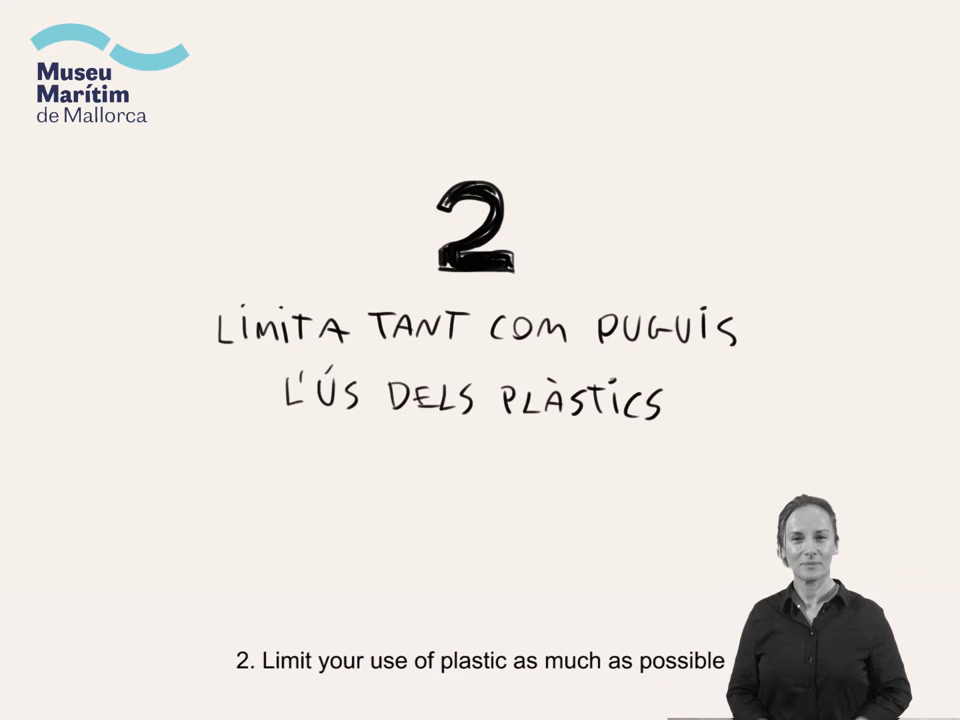 Museu
Marítim
de Mallorca
2
LIMITA TANT COM PUGUIS
L'ÚS DELS PLÀSTICS
2. Limit your use of plastic as much as possible